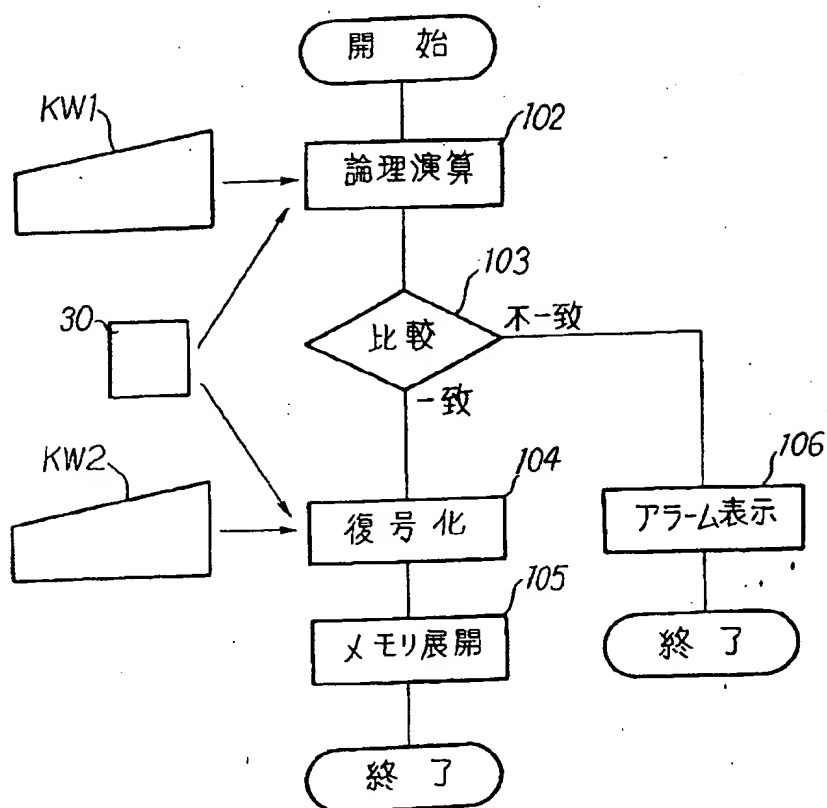 開始
KW1
102
論理演算
103
比較
不一致
30
一致
KW2
104
復号化
106
アラーム表示
105
メモリ展開
終了
終了